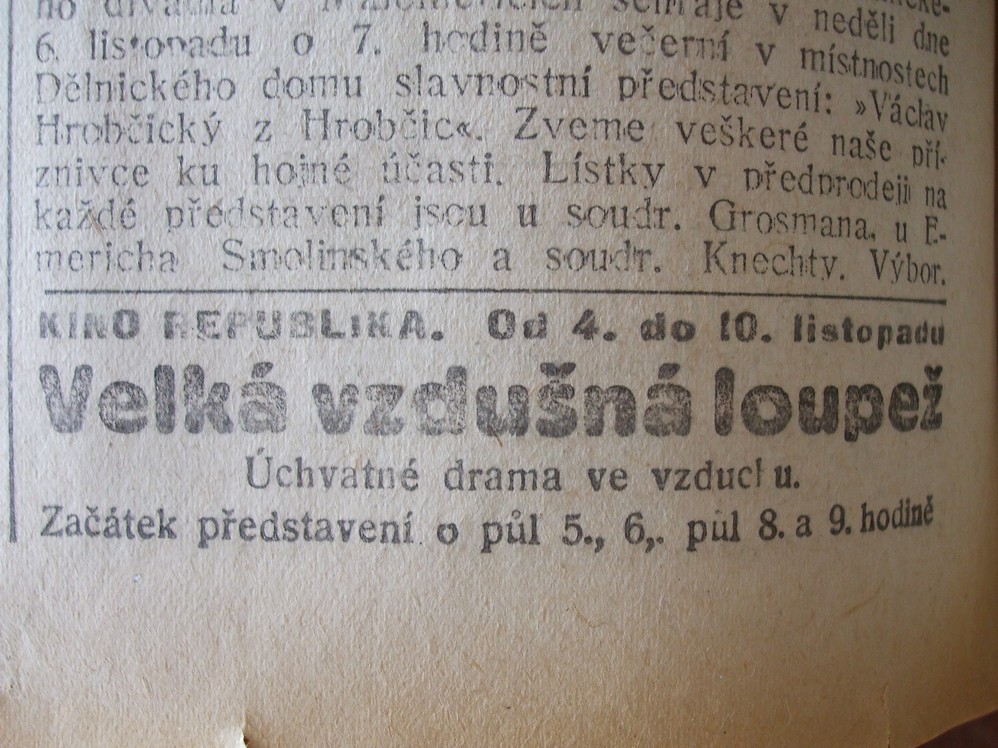 v sehraje v neděli dne
6. listopadu o 7. hodině večerní v místnostech
Dělnického domu slavnostní představení: »Václav
Hrobčický z Hrobčic«. Zveme veškeré naše pří-
znivce ku hojné účasti. Lístky v předprodeji na
každé představení jsou u soudr. Grosmana, u E-
mericha Smolinského a soudr. Knechty. Výbor.
KINO REPUBLIKA. Od 4. do 10. listopadu
Velká vzdušná loupež
Úchvatné drama ve vzduchu.
Začátek představení o půl 5., 6,. půl 8. a 9. hodině